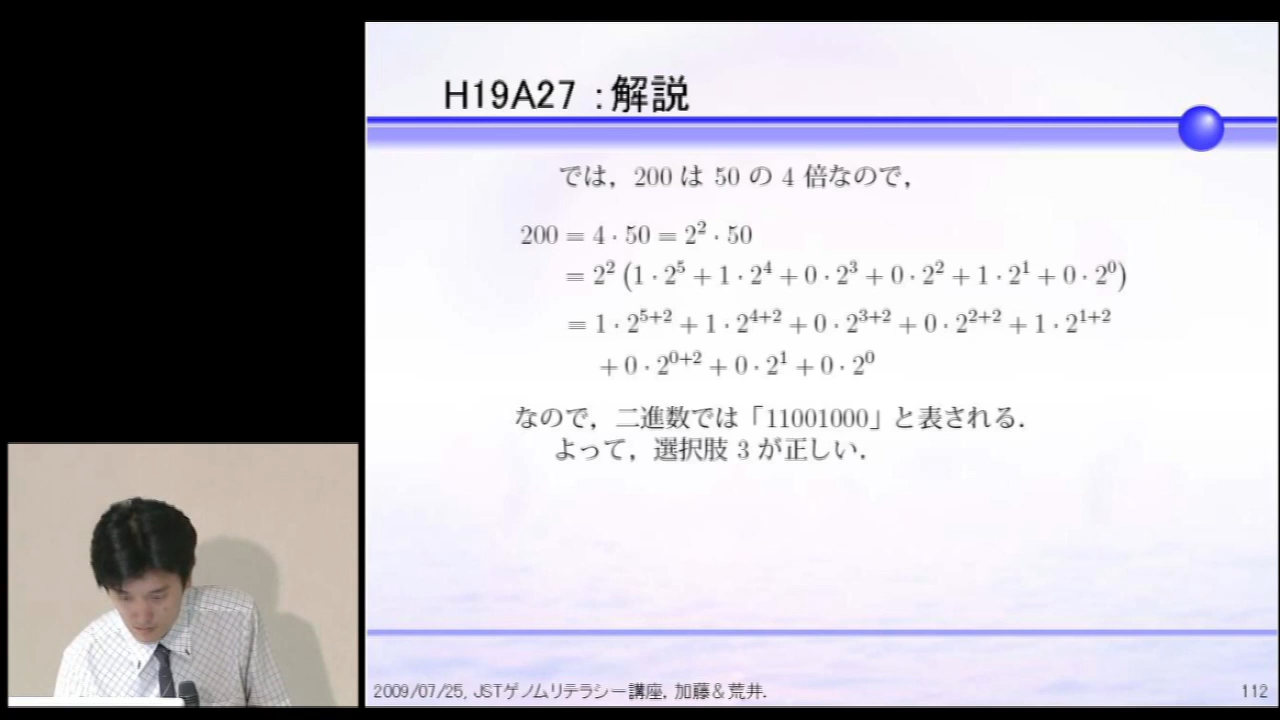 H19A27 :解説
では，200 は 50 の 4 倍なので，
200 = 4 · 50 = 2² · 50
= 2² (1 · 2⁵ + 1 · 2⁴ + 0 · 2³ + 0 · 2² + 1 · 2¹ + 0 · 2⁰)
= 1 · 2⁵⁺² + 1 · 2⁴⁺² + 0 · 2³⁺² + 0 · 2²⁺² + 1 · 2¹⁺²
+ 0 · 2⁰⁺² + 0 · 2¹ + 0 · 2⁰
なので，二進数では「11001000」と表される．
よって，選択肢 3 が正しい．
2009/07/25, JSTゲノムリテラシー講座, 加藤＆荒井.
112